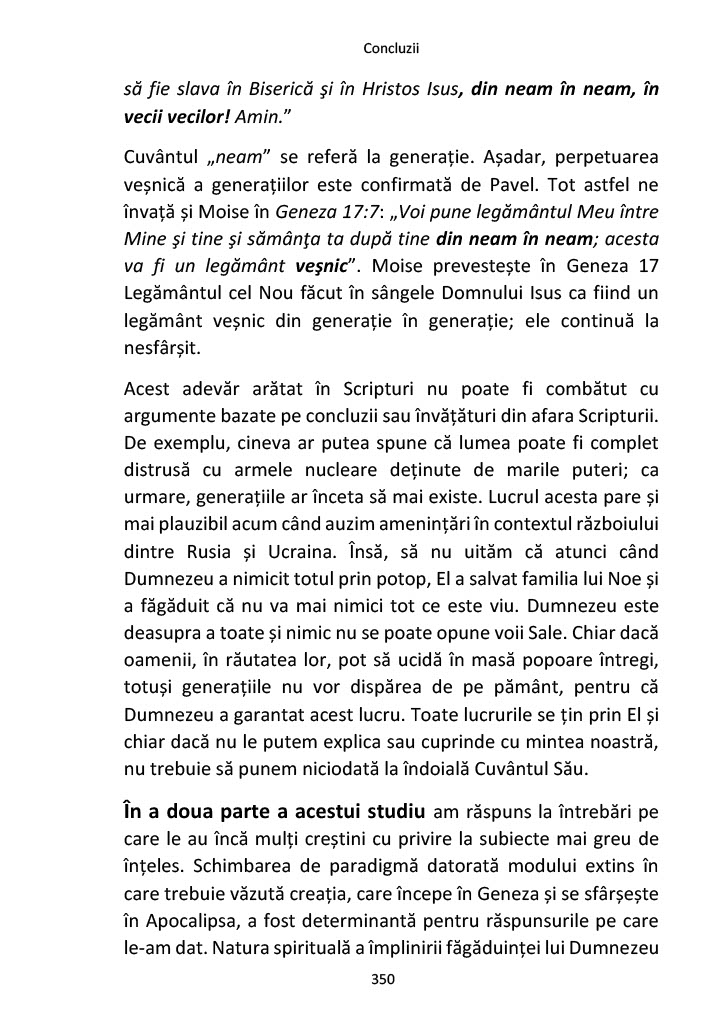 Concluzii
să fie slava în Biserică şi în Hristos Isus, din neam în neam, în
vecii vecilor! Amin.”
Cuvântul „neam” se referă la generație. Așadar, perpetuarea
veșnică a generațiilor este confirmată de Pavel. Tot astfel ne
învață și Moise în Geneza 17:7: „Voi pune legământul Meu între
Mine şi tine şi sămânţa ta după tine din neam în neam; acesta
va fi un legământ veşnic”. Moise prevestește în Geneza 17
Legământul cel Nou făcut în sângele Domnului Isus ca fiind un
legământ veșnic din generație în generație; ele continuă la
nesfârșit.
Acest adevăr arătat în Scripturi nu poate fi combătut cu
argumente bazate pe concluzii sau învățături din afara Scripturii.
De exemplu, cineva ar putea spune că lumea poate fi complet
distrusă cu armele nucleare deținute de marile puteri; ca
urmare, generațiile ar înceta să mai existe. Lucrul acesta pare și
mai plauzibil acum când auzim amenințări în contextul războiului
dintre Rusia și Ucraina. Însă, să nu uităm că atunci când
Dumnezeu a nimicit totul prin potop, El a salvat familia lui Noe și
a făgăduit că nu va mai nimici tot ce este viu. Dumnezeu este
deasupra a toate și nimic nu se poate opune voii Sale. Chiar dacă
oamenii, în răutatea lor, pot să ucidă în masă popoare întregi,
totuși generațiile nu vor dispărea de pe pământ, pentru că
Dumnezeu a garantat acest lucru. Toate lucrurile se țin prin El și
chiar dacă nu le putem explica sau cuprinde cu mintea noastră,
nu trebuie să punem niciodată la îndoială Cuvântul Său.
În a doua parte a acestui studiu am răspuns la întrebări pe
care le au încă mulți creștini cu privire la subiecte mai greu de
înțeles. Schimbarea de paradigmă datorată modului extins în
care trebuie văzută creația, care începe în Geneza și se sfârșește
în Apocalipsa, a fost determinantă pentru răspunsurile pe care
le-am dat. Natura spirituală a împlinirii făgăduinței lui Dumnezeu
350